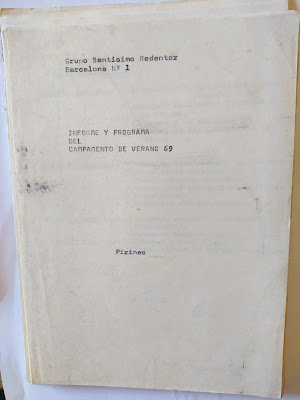 Grupo Santísimo Redentor
Barcelona Nº 1
INFORME Y PROGRAMA
DEL
CAMPAMENTO DE VERANO 69
Pirineo